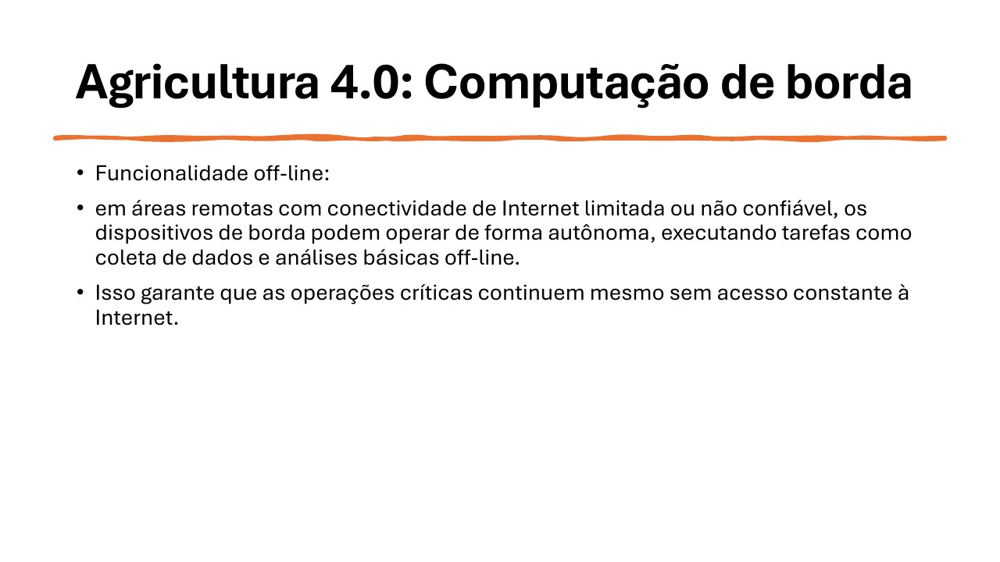 Agricultura 4.0: Computação de borda
• Funcionalidade off-line:
• em áreas remotas com conectividade de Internet limitada ou não confiável, os
dispositivos de borda podem operar de forma autônoma, executando tarefas como
coleta de dados e análises básicas off-line.
• Isso garante que as operações críticas continuem mesmo sem acesso constante à
Internet.